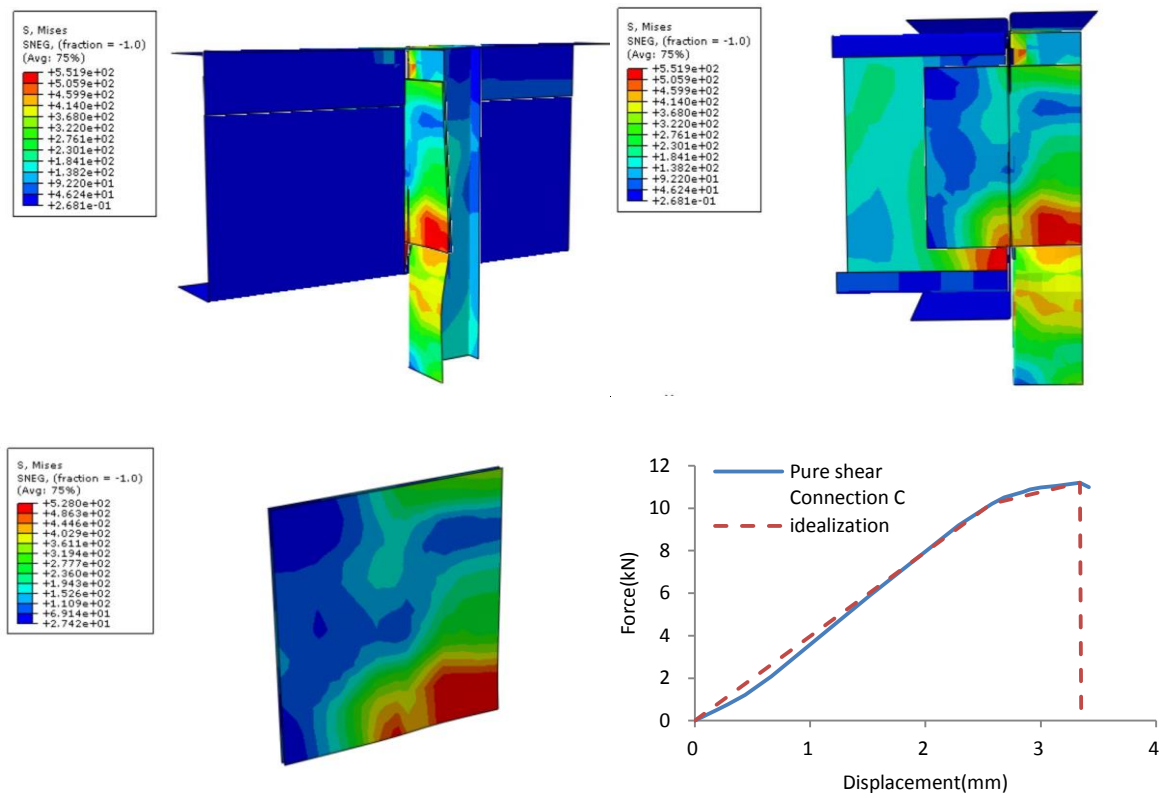 S, Mises
SNEG, (fraction = -1.0)
(Avg: 75%)
+5.519e+02
+5.059e+02
+4.599e+02
+4.140e+02
+3.680e+02
+3.220e+02
+2.761e+02
+2.301e+02
+1.841e+02
+1.382e+02
+9.220e+01
+4.624e+01
+2.681e-01
S, Mises
SNEG, (fraction = -1.0)
(Avg: 75%)
+5.519e+02
+5.059e+02
+4.599e+02
+4.140e+02
+3.680e+02
+3.220e+02
+2.761e+02
+2.301e+02
+1.841e+02
+1.382e+02
+9.220e+01
+4.624e+01
+2.681e-01
S, Mises
SNEG, (fraction = -1.0)
(Avg: 75%)
+5.280e+02
+4.863e+02
+4.446e+02
+4.029e+02
+3.611e+02
+3.194e+02
+2.777e+02
+2.360e+02
+1.943e+02
+1.526e+02
+1.109e+02
+6.914e+01
+2.742e+01
Force(kN)
12
10
8
6
4
2
0
Pure shear
Connection C
idealization
0 1 2 3 4
Displacement(mm)